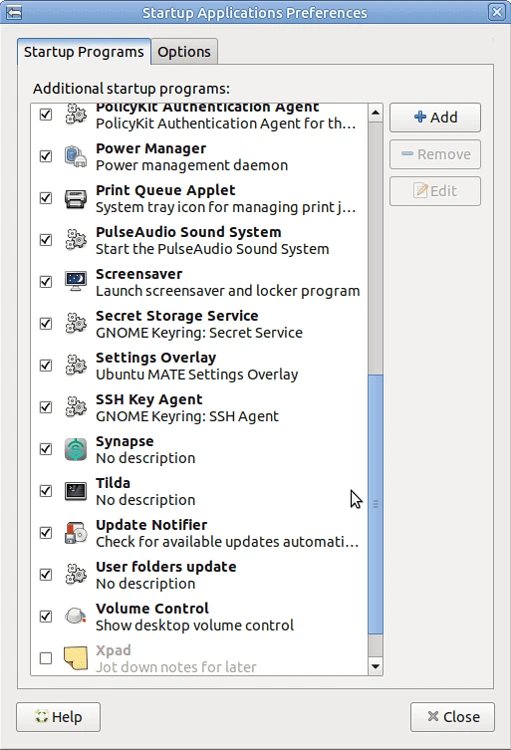 Startup Applications Preferences
Startup Programs
Options
Additional startup programs:
PolicyKit Authentication Agent
PolicyKit Authentication Agent for th...
Power Manager
Power management daemon
Print Queue Applet
System tray icon for managing print j...
PulseAudio Sound System
Start the PulseAudio Sound System
Screensaver
Launch screensaver and locker program
Secret Storage Service
GNOME Keyring: Secret Service
Settings Overlay
Ubuntu MATE Settings Overlay
SSH Key Agent
GNOME Keyring: SSH Agent
Synapse
No description
Tilda
No description
Update Notifier
Check for available updates automati...
User folders update
No description
Volume Control
Show desktop volume control
Xpad
Jot down notes for later
Add
Remove
Edit
Help
Close